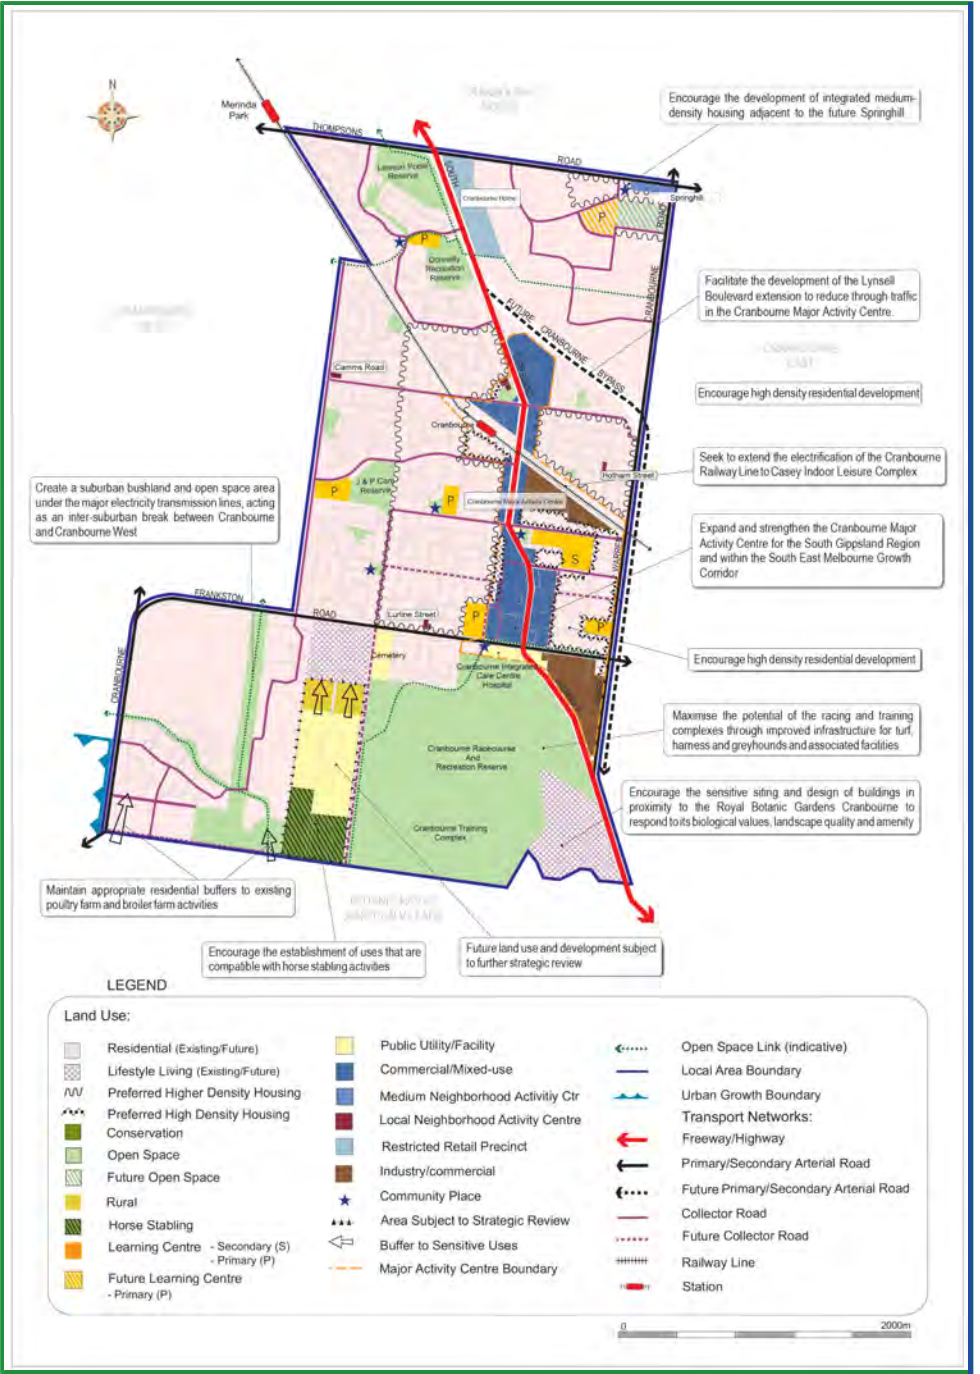 N
Merinda
Park
THOMPSONS
ROAD
Encourage the development of integrated medium-
density housing adjacent to the future Springhill
Lawson Poole
Reserve
SOUTH
Cranbourne Home
Springhill
ROAD
P
P
Donnelly
Recreation
Reserve
CRANBOURNE
Facilitate the development of the Lynsell
Boulevard extension to reduce through traffic
in the Cranbourne Major Activity Centre.
FUTURE
CRANBOURNE
BYPASS
CRANBOURNE
EAST
Camms Road
Encourage high density residential development
Cranbourne
Hotham Street
Seek to extend the electrification of the Cranbourne
Railway Line to Casey Indoor Leisure Complex
Create a suburban bushland and open space area
under the major electricity transmission lines, acting
as an inter-suburban break between Cranbourne
and Cranbourne West
J & P Cam
Reserve
P
P
Cranbourne Major Activity Centre
Expand and strengthen the Cranbourne Major
Activity Centre for the South Gippsland Region
and within the South East Melbourne Growth
Corridor
S
FRANKSTON
ROAD
Lurline Street
P
P
Cemetery
Encourage high density residential development
CRANBOURNE
Cranbourne Integrated
Care Centre
Hospital
Maximise the potential of the racing and training
complexes through improved infrastructure for turf,
harness and greyhounds and associated facilities
Cranbourne Racecourse
And
Recreation Reserve
Encourage the sensitive siting and design of buildings in
proximity to the Royal Botanic Gardens Cranbourne to
respond to its biological values, landscape quality and amenity
Cranbourne Training
Complex
Maintain appropriate residential buffers to existing
poultry farm and broiler farm activities
Encourage the establishment of uses that are
compatible with horse stabling activities
Future land use and development subject
to further strategic review
LEGEND
Land Use:
Residential (Existing/Future)
Lifestyle Living (Existing/Future)
Preferred Higher Density Housing
Preferred High Density Housing
Conservation
Open Space
Future Open Space
Rural
Horse Stabling
Learning Centre - Secondary (S)
- Primary (P)
Future Learning Centre
- Primary (P)
Public Utility/Facility
Commercial/Mixed-use
Medium Neighborhood Activitiy Ctr
Local Neighborhood Activity Centre
Restricted Retail Precinct
Industry/commercial
Community Place
Area Subject to Strategic Review
Buffer to Sensitive Uses
Major Activity Centre Boundary
Open Space Link (indicative)
Local Area Boundary
Urban Growth Boundary
Transport Networks:
Freeway/Highway
Primary/Secondary Arterial Road
Future Primary/Secondary Arterial Road
Collector Road
Future Collector Road
Railway Line
Station
0
2000m